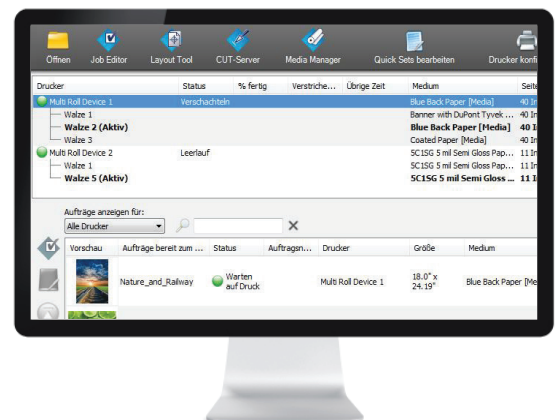 Öffnen Job Editor Layout Tool CUT-Server Media Manager Quick Sets bearbeiten Drucker konfi
Drucker Status % fertig Verstriche... Übrige Zeit Medium Seite
Multi Roll Device 1 Verschachteln Blue Back Paper [Media] 40 In
Walze 1 Banner with DuPont Tyvek ... 40 In
Walze 2 (Aktiv) Blue Back Paper [Media] 40 In
Walze 3 Coated Paper [Media] 40 In
Multi Roll Device 2 Leerlauf SC1SG 5 mil Semi Gloss Pap... 11 In
Walze 1 SC1SG 5 mil Semi Gloss Pap... 11 In
Walze 5 (Aktiv) SC1SG 5 mil Semi Gloss ... 11 In
Aufträge anzeigen für:
Alle Drucker
Vorschau Aufträge bereit zum ... Status Auftragsn... Drucker Größe Medium
Nature_and_Railway Warten auf Druck Multi Roll Device 1 18.0" x 24.19" Blue Back Paper [Me